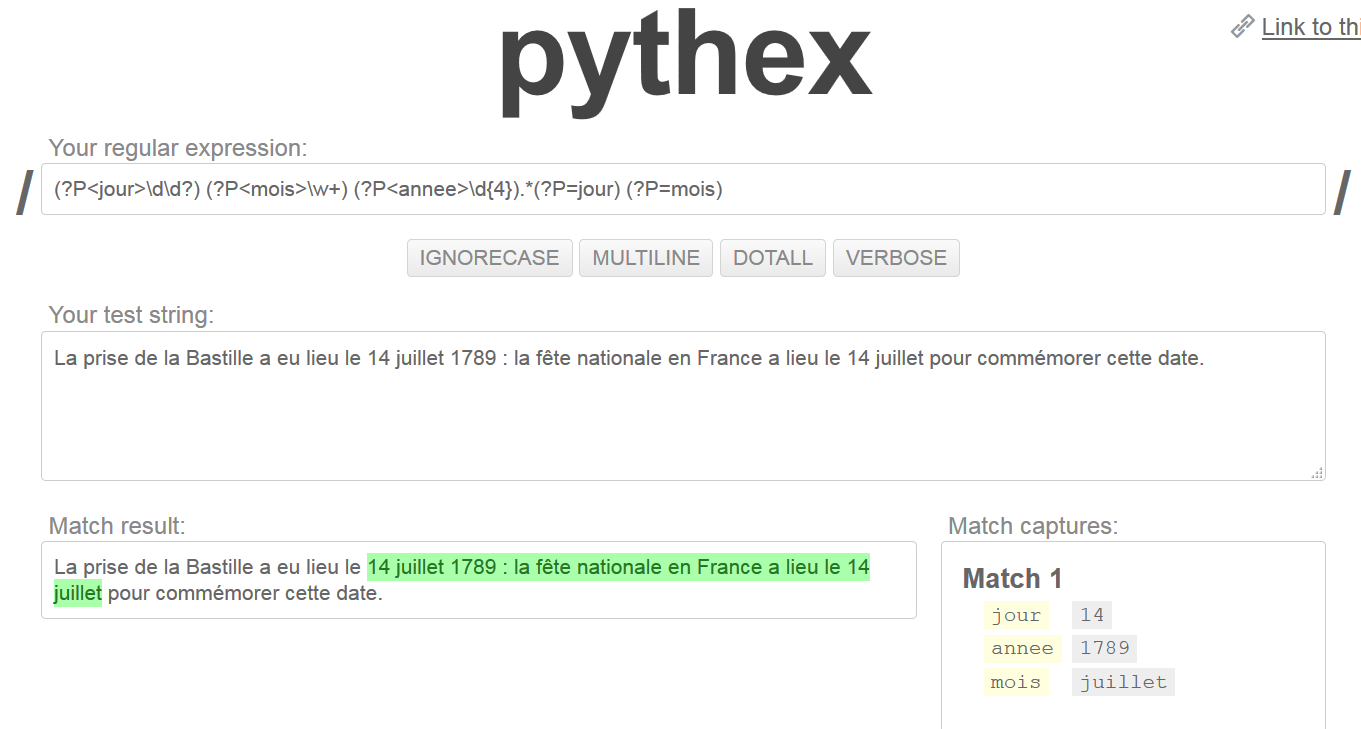 pythex
Link to thi
Your regular expression:
/ (?P<jour>\d\d?) (?P<mois>\w+) (?P<annee>\d{4}).*(?P=jour) (?P=mois) /
IGNORECASE MULTILINE DOTALL VERBOSE
Your test string:
La prise de la Bastille a eu lieu le 14 juillet 1789 : la fête nationale en France a lieu le 14 juillet pour commémorer cette date.
Match result:
La prise de la Bastille a eu lieu le 14 juillet 1789 : la fête nationale en France a lieu le 14
juillet pour commémorer cette date.
Match captures:
Match 1
jour 14
annee 1789
mois juillet